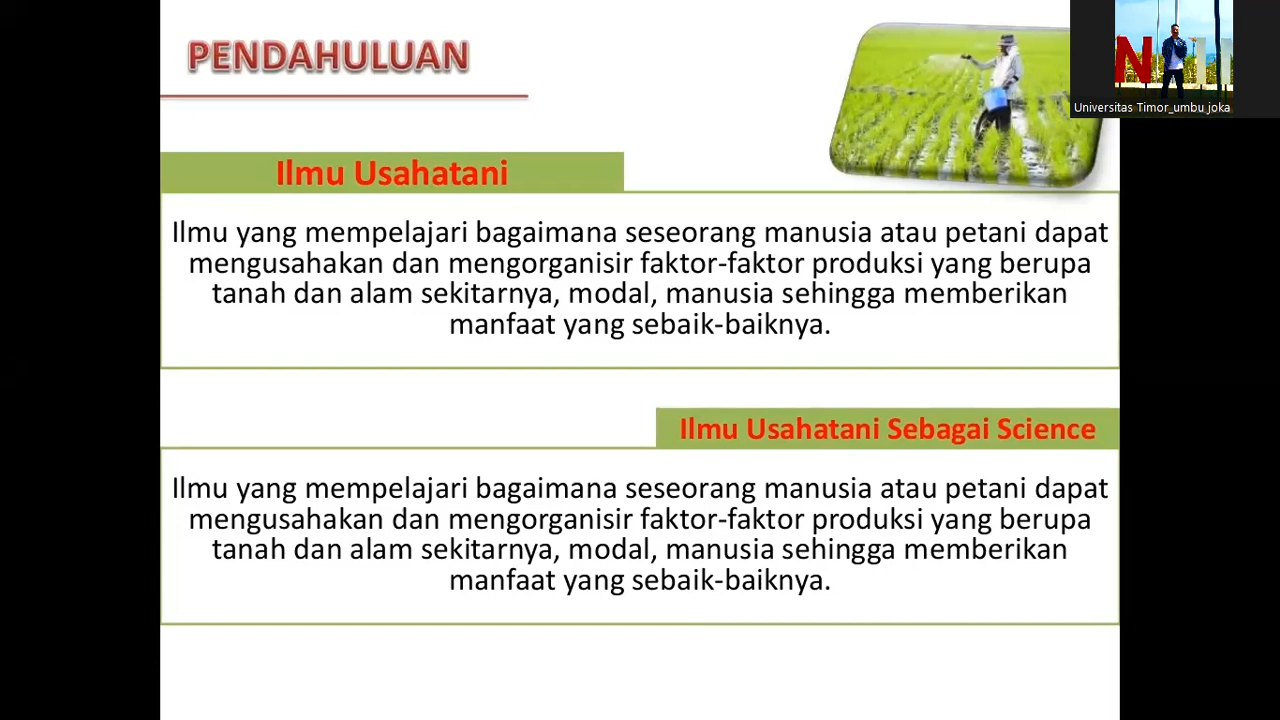 PENDAHULUAN
Universitas Timor_umbu joka
Ilmu Usahatani
Ilmu yang mempelajari bagaimana seseorang manusia atau petani dapat
mengusahakan dan mengorganisir faktor-faktor produksi yang berupa
tanah dan alam sekitarnya, modal, manusia sehingga memberikan
manfaat yang sebaik-baiknya.
Ilmu Usahatani Sebagai Science
Ilmu yang mempelajari bagaimana seseorang manusia atau petani dapat
mengusahakan dan mengorganisir faktor-faktor produksi yang berupa
tanah dan alam sekitarnya, modal, manusia sehingga memberikan
manfaat yang sebaik-baiknya.